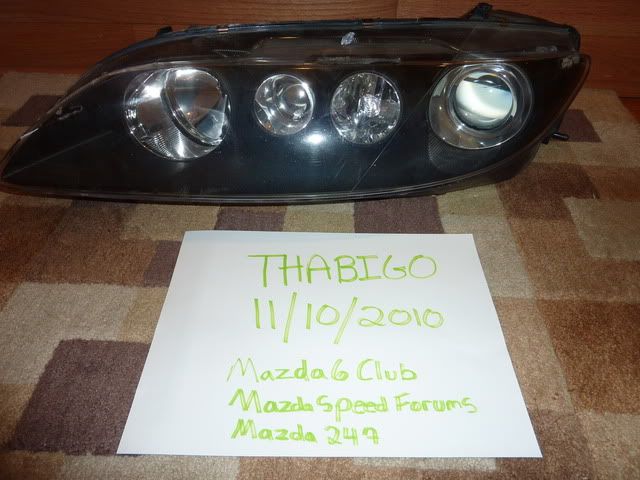 THABIGO
11/10/2010
Mazda6 Club
Mazdaspeed Forums
Mazda 247